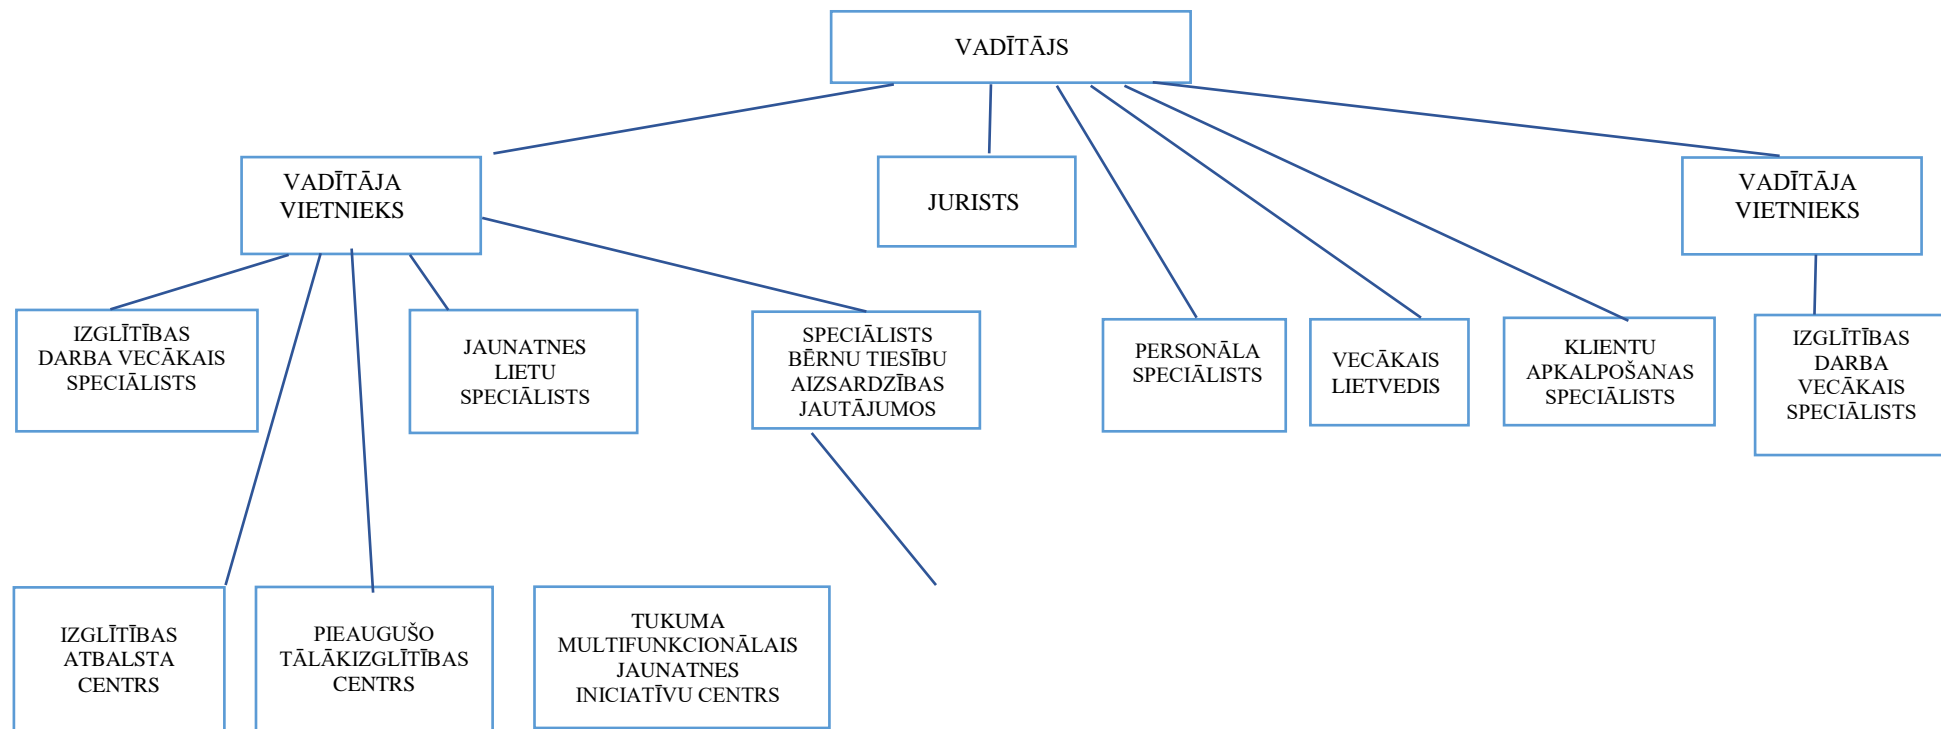 VADĪTĀJS
VADĪTĀJA
VIETNIEKS
JURISTS
VADĪTĀJA
VIETNIEKS
IZGLĪTĪBAS
DARBA VECĀKAIS
SPECIĀLISTS
JAUNATNES
LIETU
SPECIĀLISTS
SPECIĀLISTS
BĒRNU TIESĪBU
AIZSARDZĪBAS
JAUTĀJUMOS
PERSONĀLA
SPECIĀLISTS
VECĀKAIS
LIETVEDIS
KLIENTU
APKALPOŠANAS
SPECIĀLISTS
IZGLĪTĪBAS
DARBA
VECĀKAIS
SPECIĀLISTS
IZGLĪTĪBAS
ATBALSTA
CENTRS
PIEAUGUŠO
TĀLĀKIZGLĪTĪBAS
CENTRS
TUKUMA
MULTIFUNKCIONĀLAIS
JAUNATNES
INICIATĪVU CENTRS